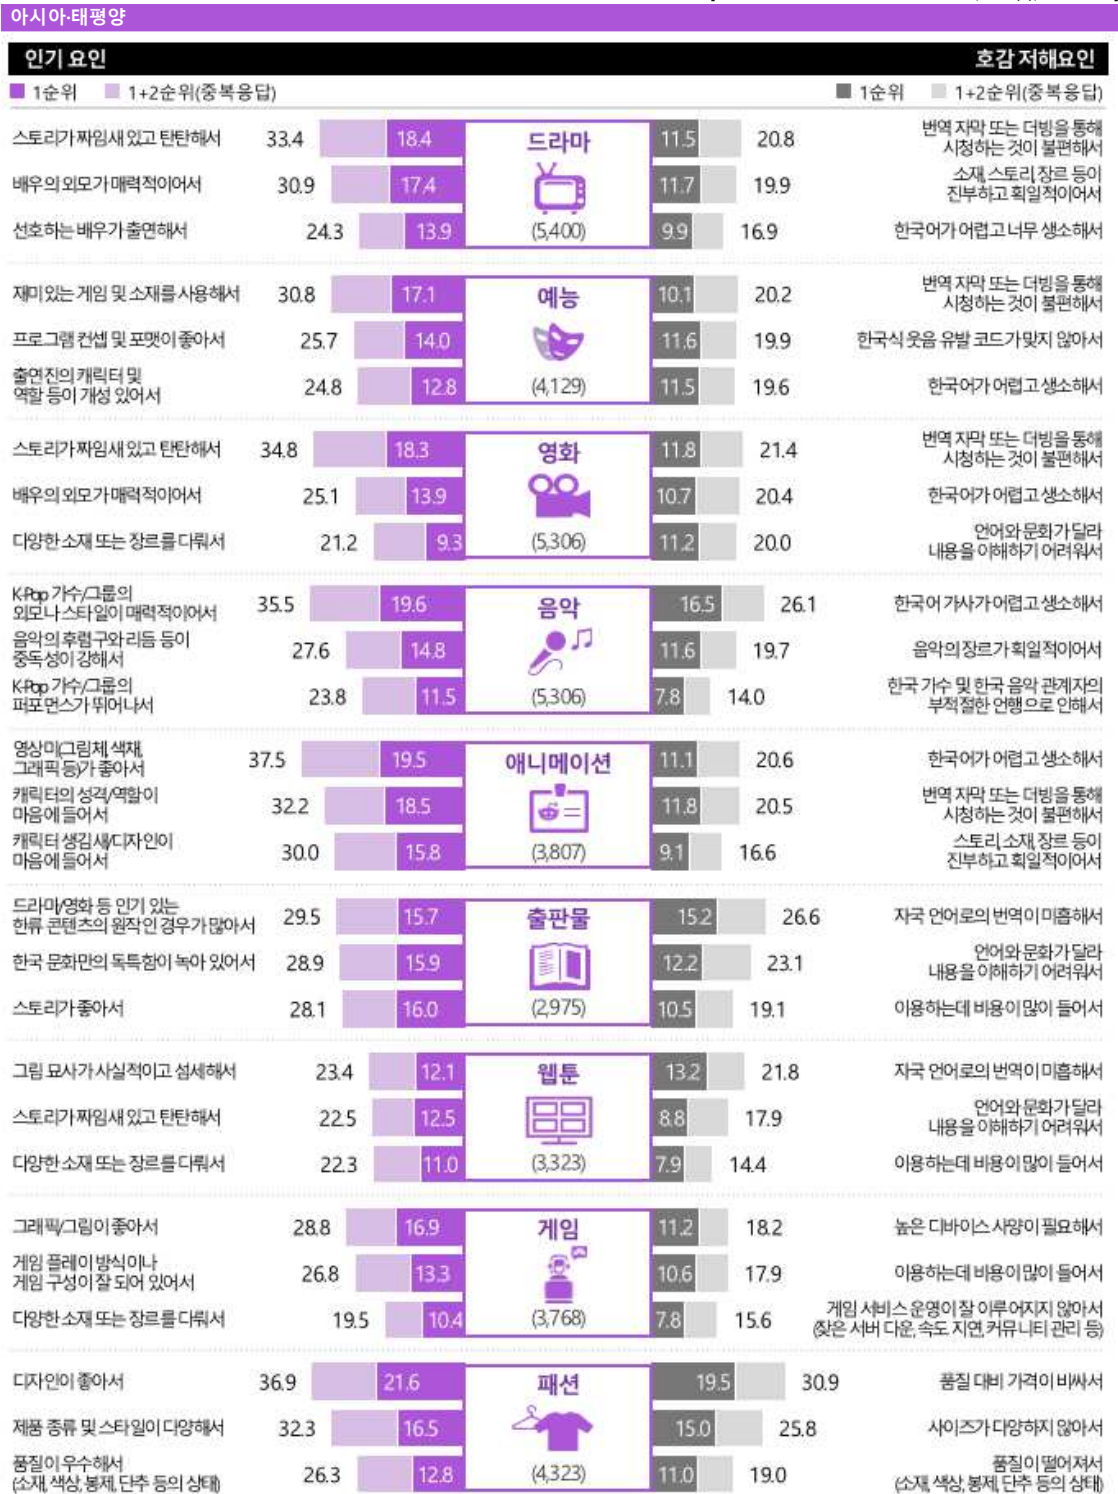 아시아·태평양
인기 요인 호감 저해요인
1순위 1+2순위(중복응답) 1순위 1+2순위(중복응답)
드라마
(5,400)
스토리가 짜임새 있고 탄탄해서 33.4 18.4 11.5 20.8 번역 자막 또는 더빙을 통해
시청하는 것이 불편해서
배우의 외모가 매력적이어서 30.9 17.4 11.7 19.9 소재, 스토리, 장르 등이
진부하고 획일적이어서
선호하는 배우가 출연해서 24.3 13.9 9.9 16.9 한국어가 어렵고 너무 생소해서
예능
(4,129)
재미있는 게임 및 소재를 사용해서 30.8 17.1 10.1 20.2 번역 자막 또는 더빙을 통해
시청하는 것이 불편해서
프로그램 컨셉 및 포맷이 좋아서 25.7 14.0 11.6 19.9 한국식 웃음 유발 코드가 맞지 않아서
출연진의 캐릭터 및
역할 등이 개성 있어서 24.8 12.8 11.5 19.6 한국어가 어렵고 생소해서
영화
(5,306)
스토리가 짜임새 있고 탄탄해서 34.8 18.3 11.8 21.4 번역 자막 또는 더빙을 통해
시청하는 것이 불편해서
배우의 외모가 매력적이어서 25.1 13.9 10.7 20.4 한국어가 어렵고 생소해서
다양한 소재 또는 장르를 다뤄서 21.2 9.3 11.2 20.0 언어와 문화가 달라
내용을 이해하기 어려워서
음악
(5,306)
K-Pop 가수/그룹의
외모나 스타일이 매력적이어서 35.5 19.6 16.5 26.1 한국어 가사가 어렵고 생소해서
음악의 후렴구와 리듬 등이
중독성이 강해서 27.6 14.8 11.6 19.7 음악의 장르가 획일적이어서
K-Pop 가수/그룹의
퍼포먼스가 뛰어나서 23.8 11.5 7.8 14.0 한국 가수 및 한국 음악 관계자의
부적절한 언행으로 인해서
애니메이션
(3,807)
영상미(그림체, 색채,
그래픽 등)가 좋아서 37.5 19.5 11.1 20.6 한국어가 어렵고 생소해서
캐릭터의 성격/역할이
마음에 들어서 32.2 18.5 11.8 20.5 번역 자막 또는 더빙을 통해
시청하는 것이 불편해서
캐릭터 생김새/디자인이
마음에 들어서 30.0 15.8 9.1 16.6 스토리, 소재, 장르 등이
진부하고 획일적이어서
출판물
(2,975)
드라마/영화 등 인기 있는
한류 콘텐츠의 원작인 경우가 많아서 29.5 15.7 15.2 26.6 자국 언어로의 번역이 미흡해서
한국 문화만의 독특함이 녹아 있어서 28.9 15.9 12.2 23.1 언어와 문화가 달라
내용을 이해하기 어려워서
스토리가 좋아서 28.1 16.0 10.5 19.1 이용하는데 비용이 많이 들어서
웹툰
(3,323)
그림 묘사가 사실적이고 섬세해서 23.4 12.1 13.2 21.8 자국 언어로의 번역이 미흡해서
스토리가 짜임새 있고 탄탄해서 22.5 12.5 8.8 17.9 언어와 문화가 달라
내용을 이해하기 어려워서
다양한 소재 또는 장르를 다뤄서 22.3 11.0 7.9 14.4 이용하는데 비용이 많이 들어서
게임
(3,768)
그래픽/그림이 좋아서 28.8 16.9 11.2 18.2 높은 디바이스 사양이 필요해서
게임 플레이 방식이나
게임 구성이 잘 되어 있어서 26.8 13.3 10.6 17.9 이용하는데 비용이 많이 들어서
다양한 소재 또는 장르를 다뤄서 19.5 10.4 7.8 15.6 게임 서비스 운영이 잘 이루어지지 않아서
(잦은 서버 다운, 속도 지연, 커뮤니티 관리 등)
패션
(4,323)
디자인이 좋아서 36.9 21.6 19.5 30.9 품질 대비 가격이 비싸서
제품 종류 및 스타일이 다양해서 32.3 16.5 15.0 25.8 사이즈가 다양하지 않아서
품질이 우수해서
(소재, 색상, 봉제, 단추 등의 상태) 26.3 12.8 11.0 19.0 품질이 떨어져서
(소재, 색상, 봉제, 단추 등의 상태)